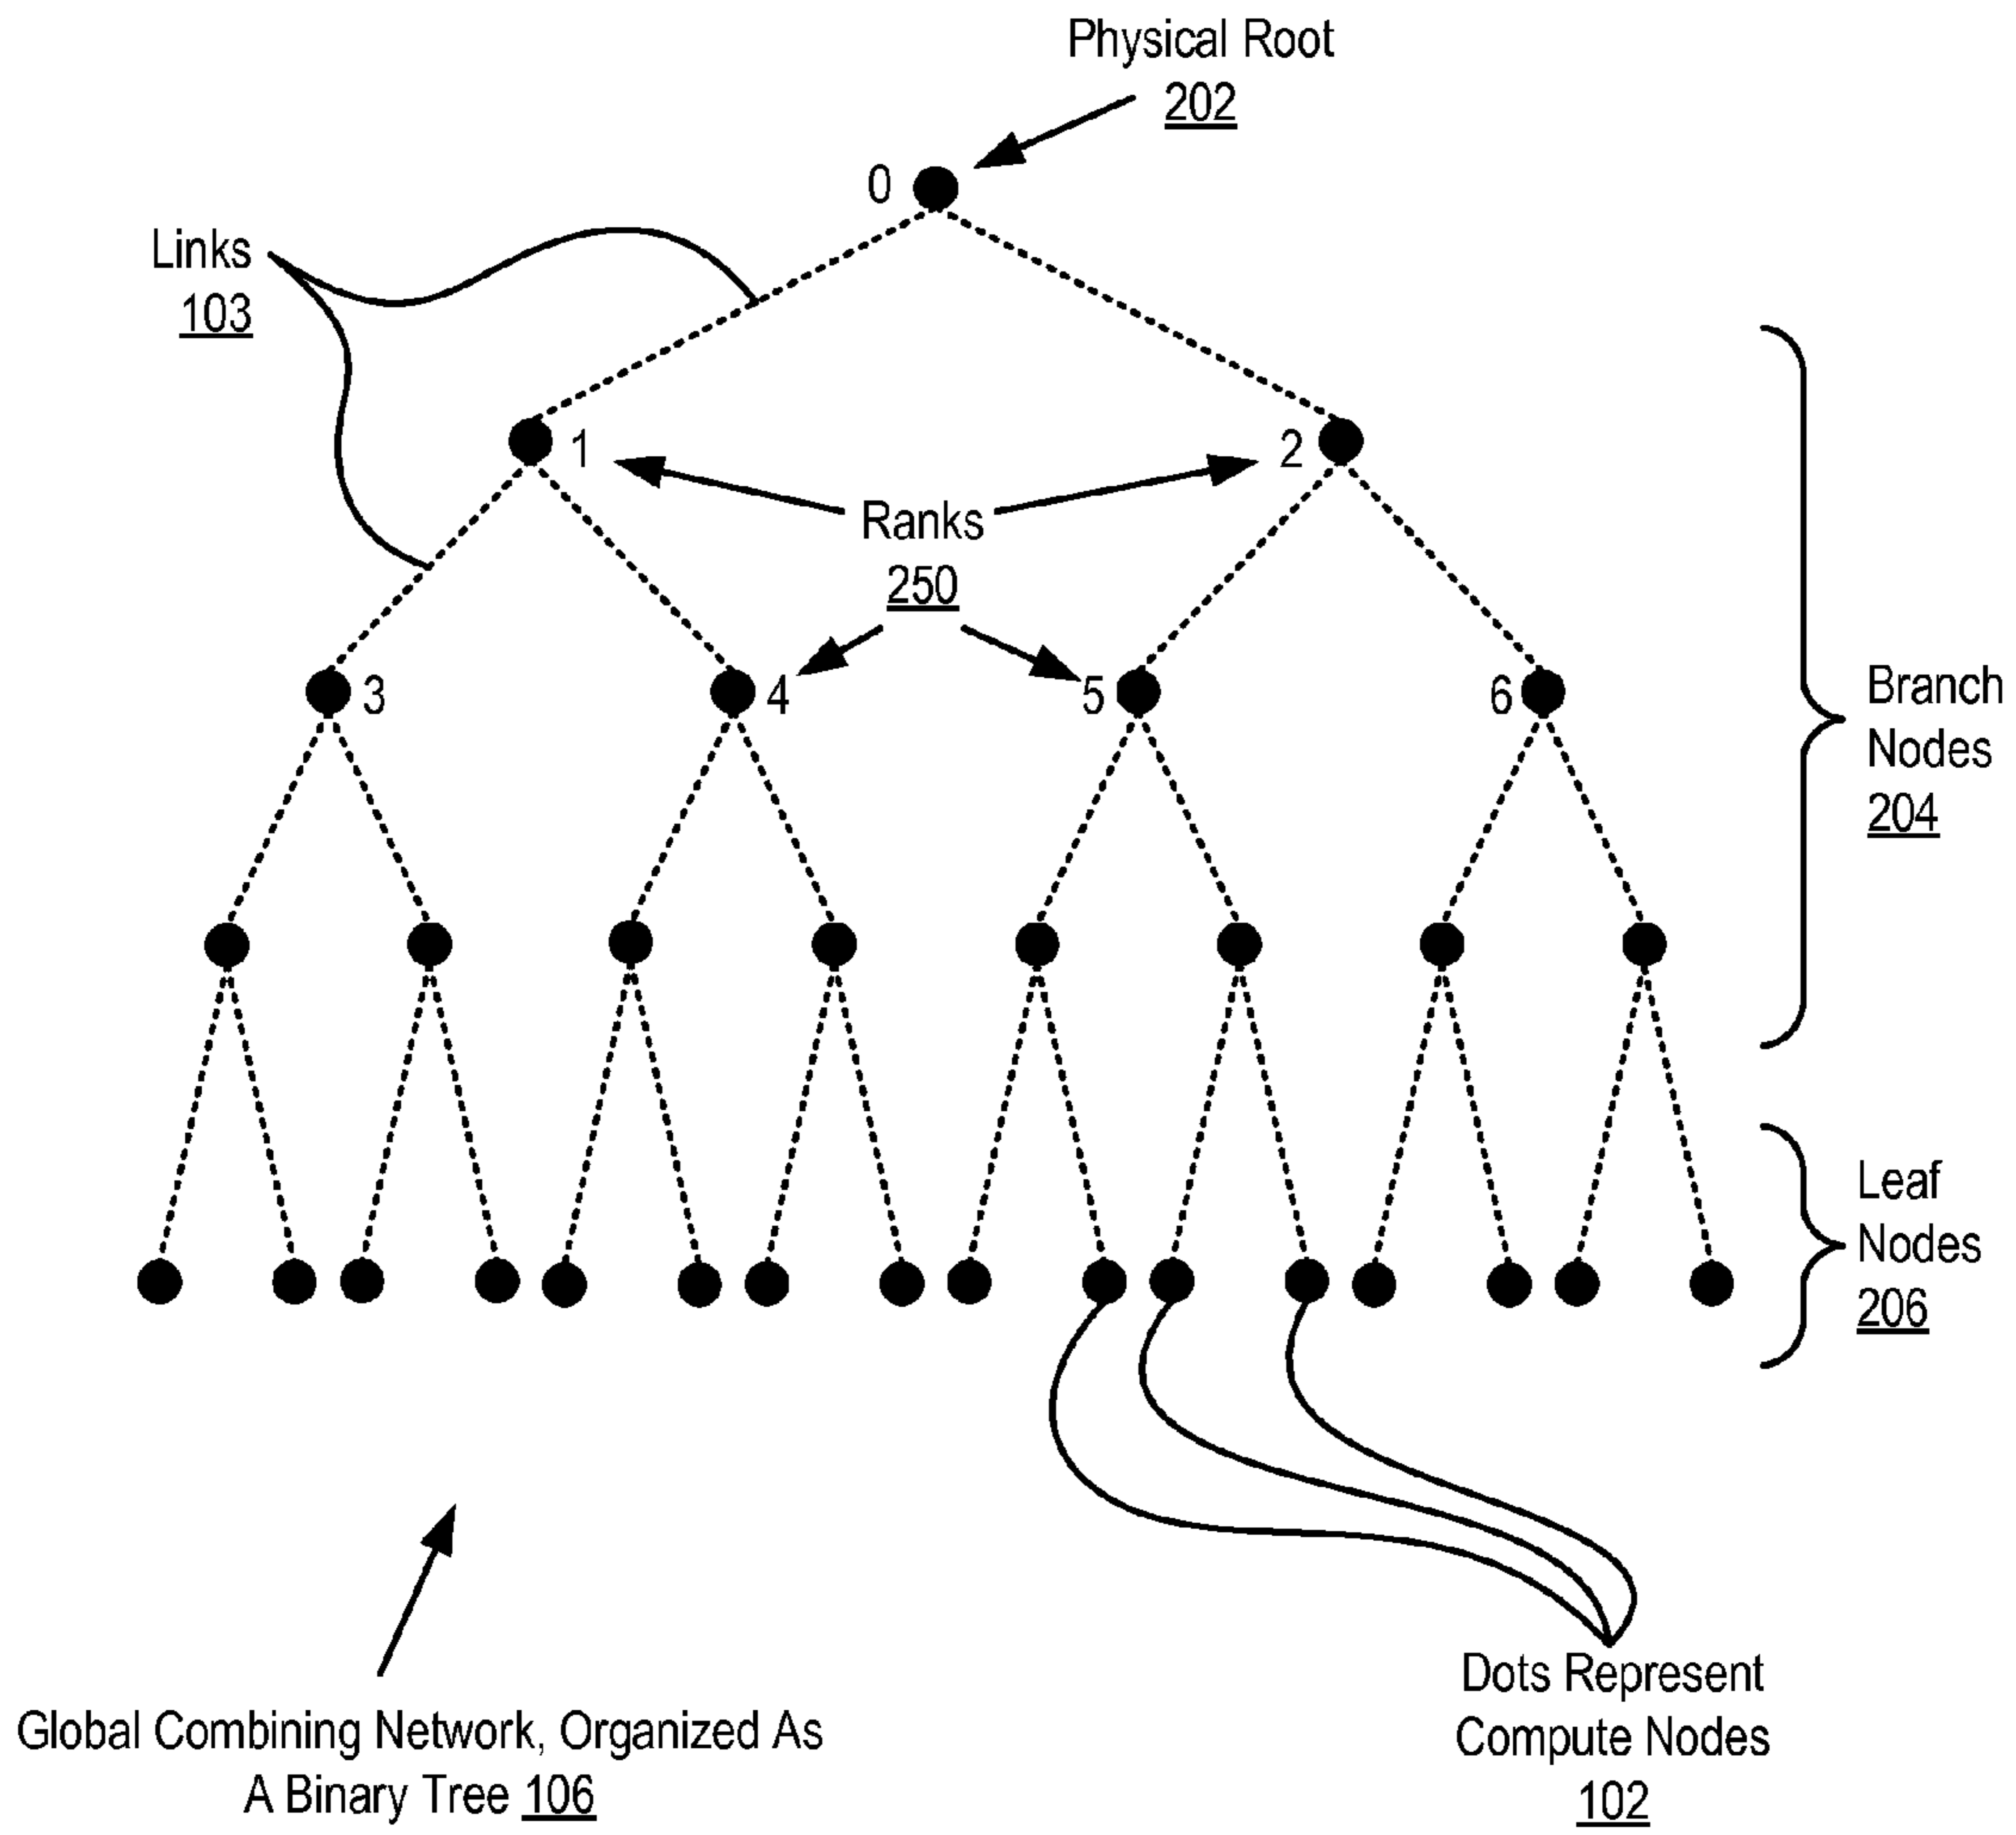 Physical Root
202
0
Links
103
1
2
Ranks
250
3
4
5
6
Branch
Nodes
204
Leaf
Nodes
206
Dots Represent
Compute Nodes
102
Global Combining Network, Organized As
A Binary Tree 106